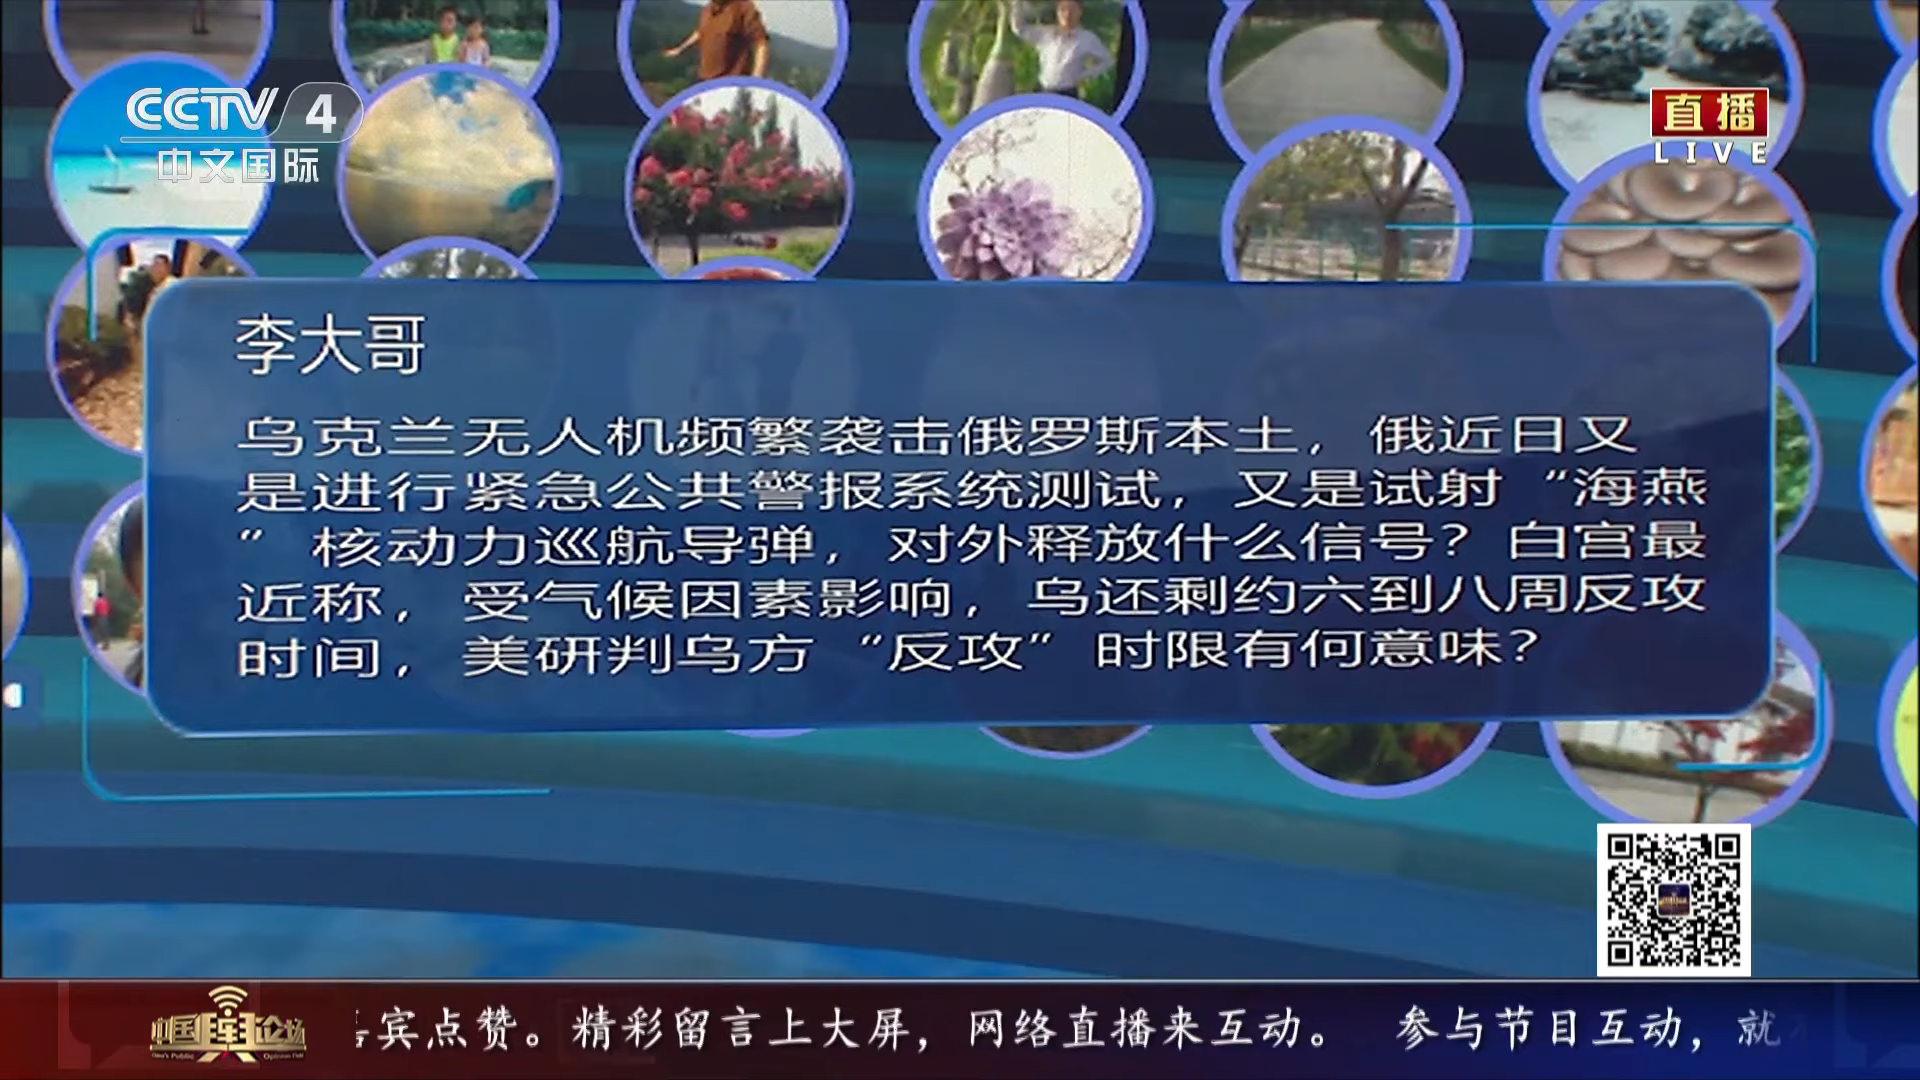 CCTV 4
中文国际
直播
LIVE
李大哥
乌克兰无人机频繁袭击俄罗斯本土，俄近日又
是进行紧急公共警报系统测试，又是试射“海燕
”核动力巡航导弹，对外释放什么信号？白宫最
近称，受气候因素影响，乌还剩约六到八周反攻
时间，美研判乌方“反攻”时限有何意味？
中国舆论场
宾点赞。精彩留言上大屏，网络直播来互动。 参与节目互动，就